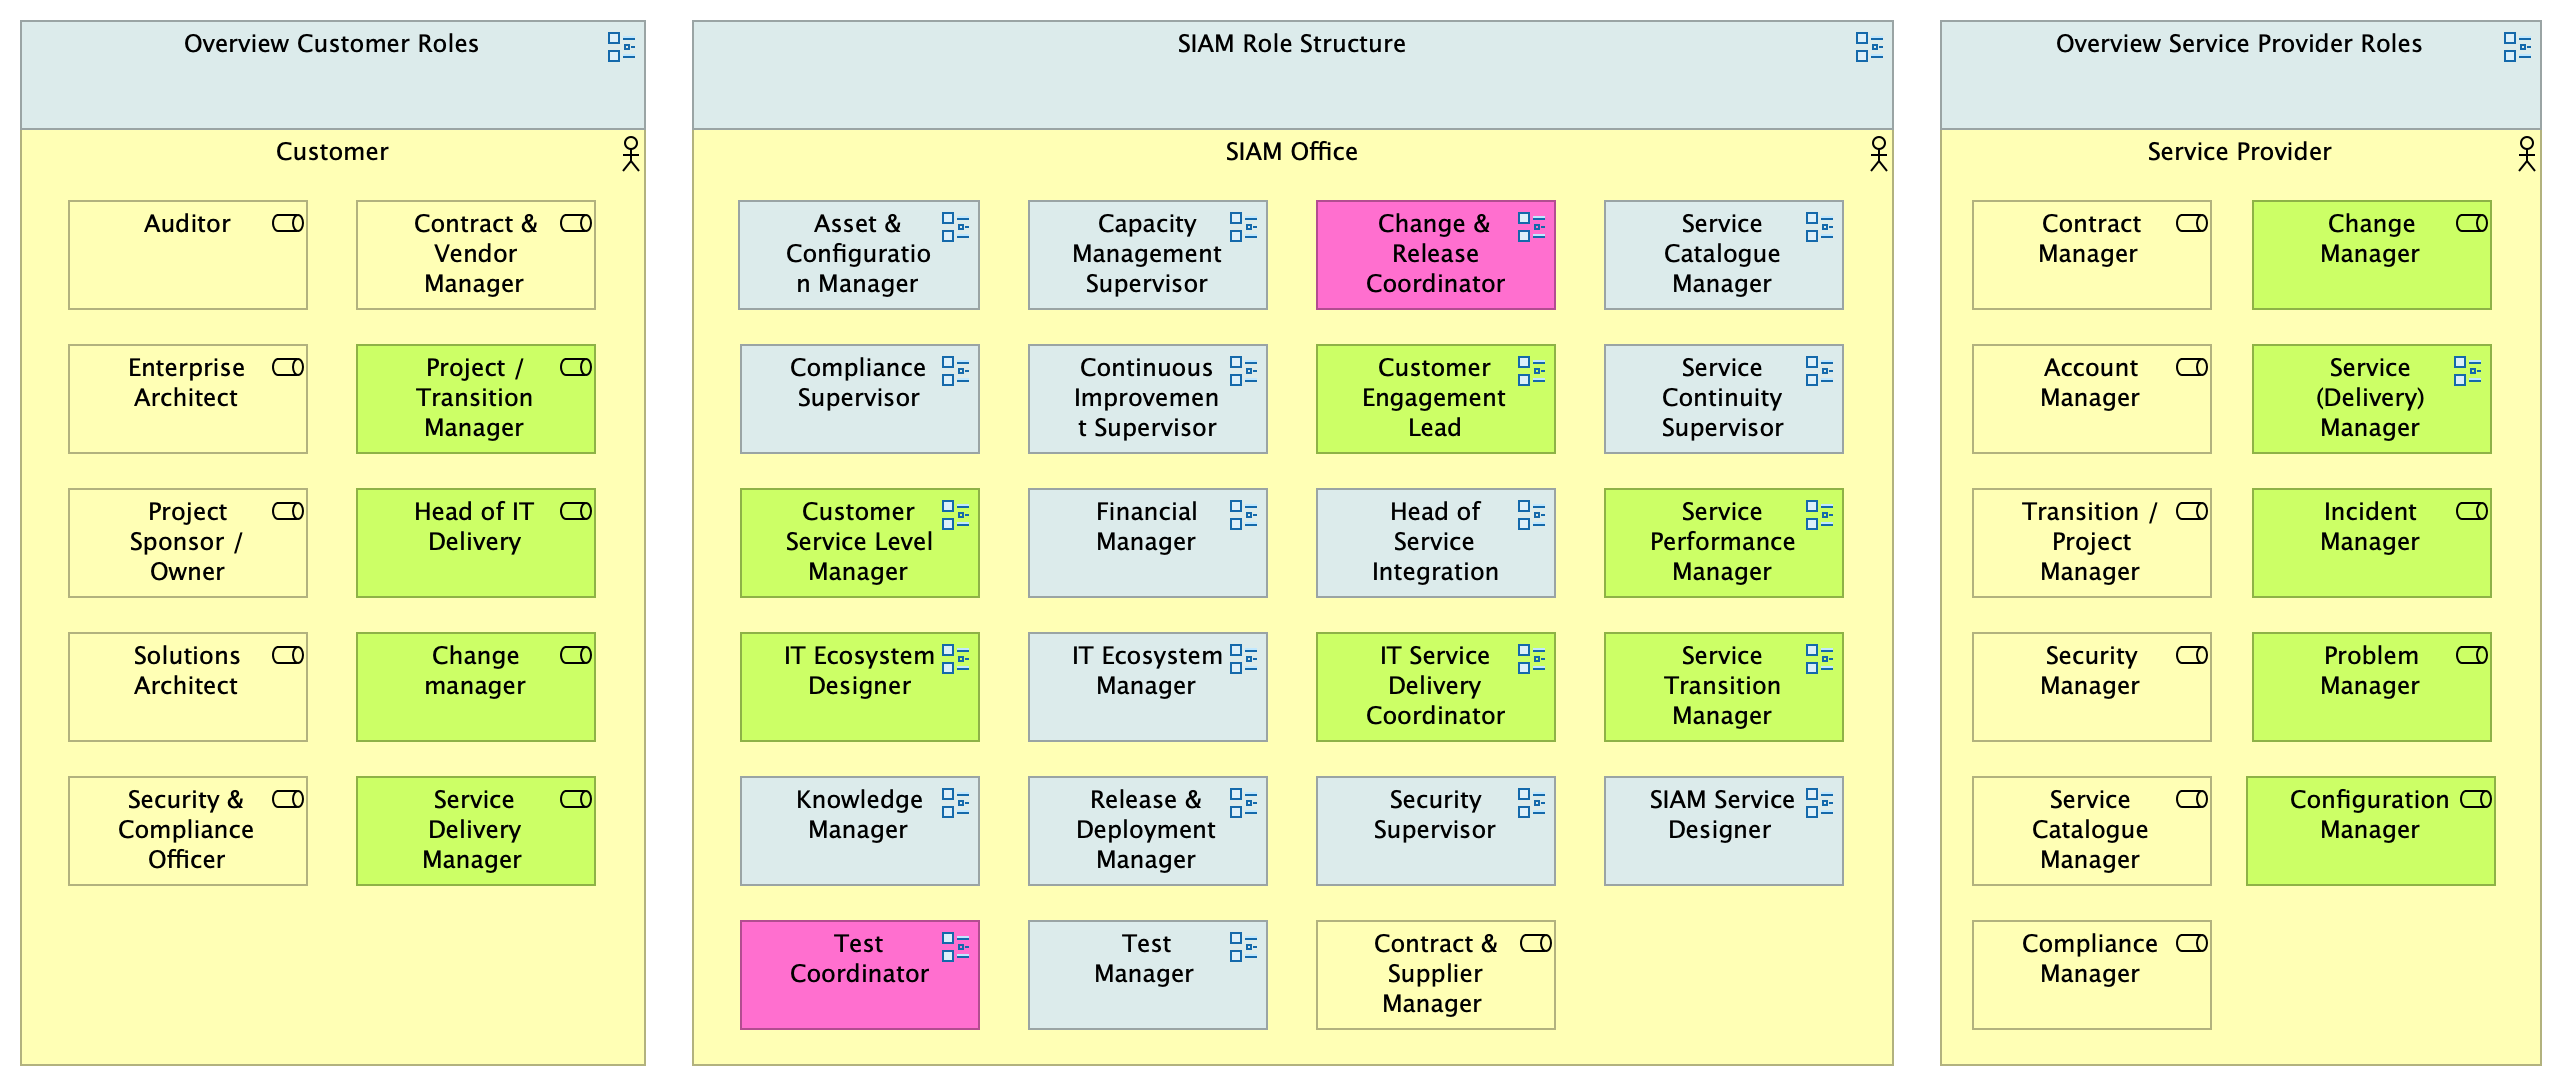 Overview Customer Roles
Customer
Auditor
Contract &
Vendor
Manager
Enterprise
Architect
Project /
Transition
Manager
Project
Sponsor /
Owner
Head of IT
Delivery
Solutions
Architect
Change
manager
Security &
Compliance
Officer
Service
Delivery
Manager
SIAM Role Structure
SIAM Office
Asset &
Configuratio
n Manager
Capacity
Management
Supervisor
Change &
Release
Coordinator
Service
Catalogue
Manager
Compliance
Supervisor
Continuous
Improvemen
t Supervisor
Customer
Engagement
Lead
Service
Continuity
Supervisor
Customer
Service Level
Manager
Financial
Manager
Head of
Service
Integration
Service
Performance
Manager
IT Ecosystem
Designer
IT Ecosystem
Manager
IT Service
Delivery
Coordinator
Service
Transition
Manager
Knowledge
Manager
Release &
Deployment
Manager
Security
Supervisor
SIAM Service
Designer
Test
Coordinator
Test
Manager
Contract &
Supplier
Manager
Overview Service Provider Roles
Service Provider
Contract
Manager
Change
Manager
Account
Manager
Service
(Delivery)
Manager
Transition /
Project
Manager
Incident
Manager
Security
Manager
Problem
Manager
Service
Catalogue
Manager
Configuration
Manager
Compliance
Manager